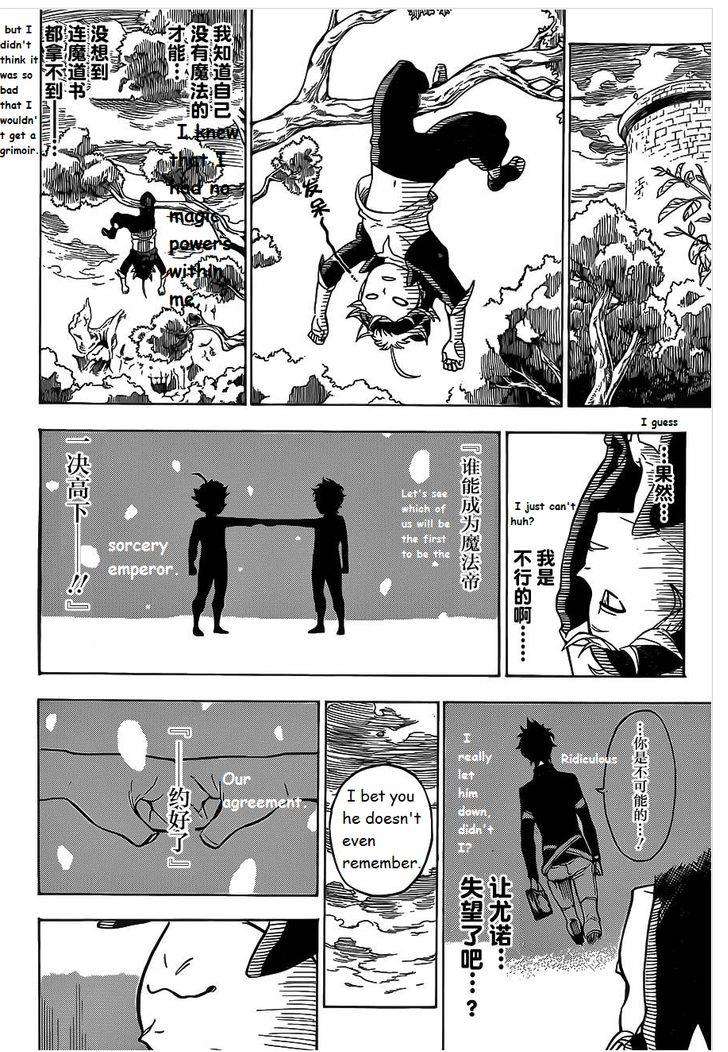 反呆
我知道自己
没有魔法的
才能…
I knew
that I
had no
magic
powers
within
me.
没想到
连魔道书
都拿不到——
but I
didn't
think it
was so
bad
that I
wouldn'
t get a
grimoir.
I guess
…果然…
I just can't
huh?
我是
不行的啊……
『谁能成为魔法帝
Let's see
which of
us will be
the first
to be the
sorcery
emperor.
一决高下——!!』
…你是不可能的…!
Ridiculous
I
really
let
him
down,
didn'
t I?
让尤诺…
失望了吧…?
I bet you
he doesn't
even
remember.
『——约好了』
Our
agreement.